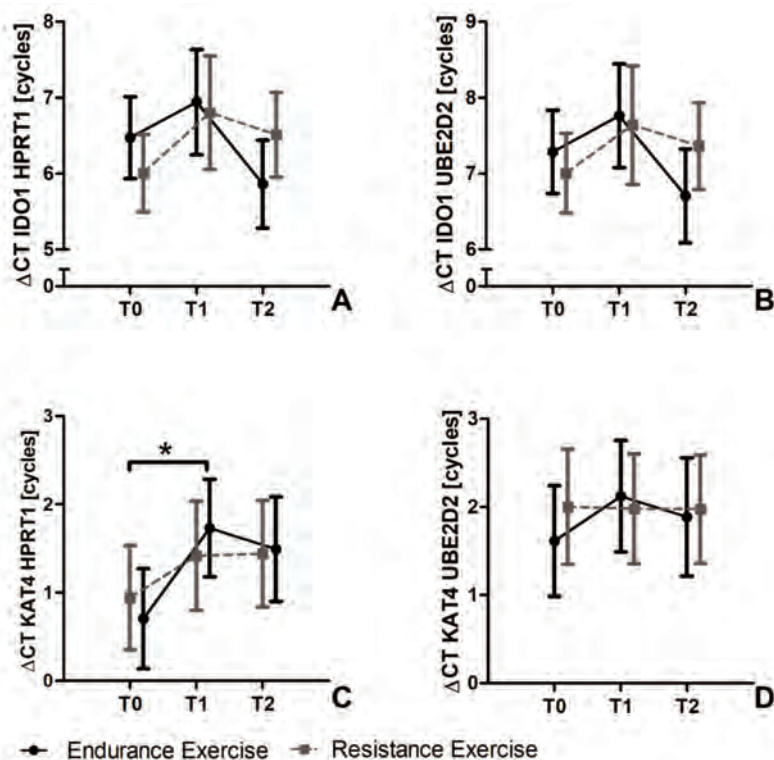 ΔCT IDO1 HPRT1 [cycles]
8
7
6
5
0
T0 T1 T2
A
ΔCT IDO1 UBE2D2 [cycles]
9
8
7
6
0
T0 T1 T2
B
ΔCT KAT4 HPRT1 [cycles]
3
2
1
0
*
T0 T1 T2
C
ΔCT KAT4 UBE2D2 [cycles]
3
2
1
0
T0 T1 T2
D
Endurance Exercise Resistance Exercise